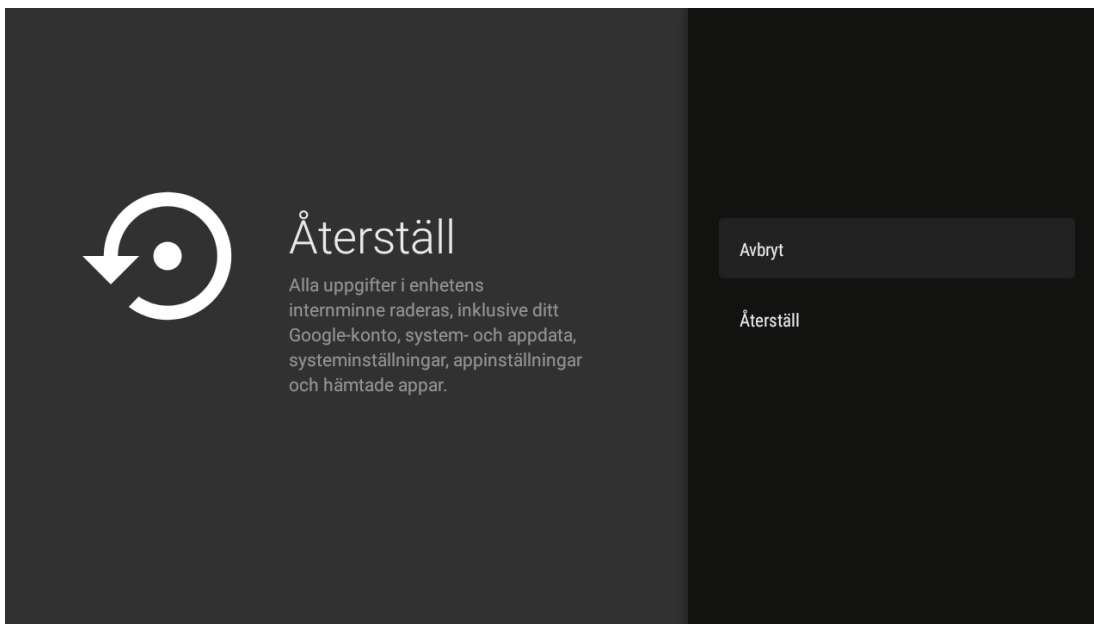 Återställ
Alla uppgifter i enhetens
internminne raderas, inklusive ditt
Google-konto, system- och appdata,
systeminställningar, appinställningar
och hämtade appar.
Avbryt
Återställ